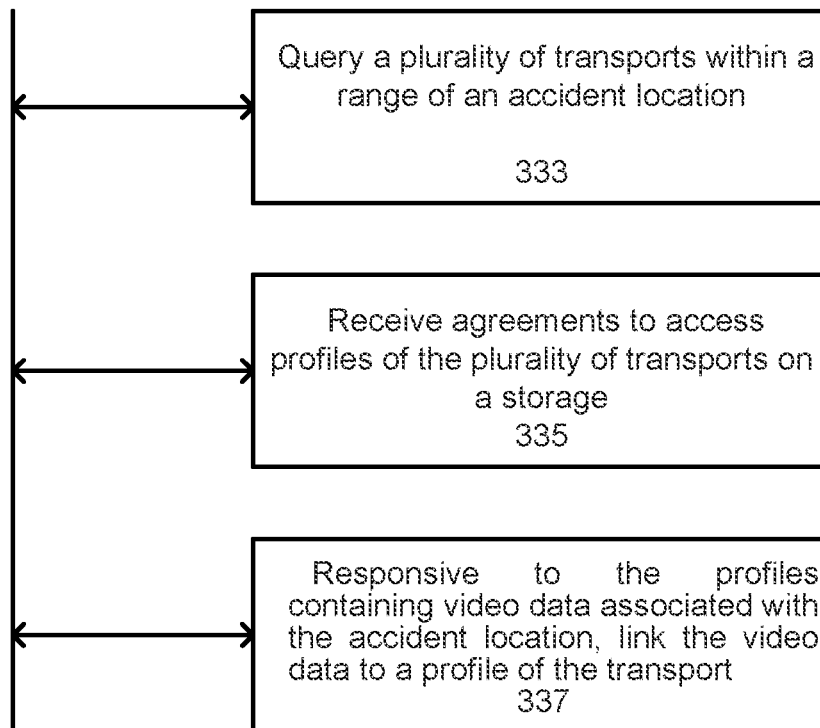 Query a plurality of transports within a
range of an accident location
333
Receive agreements to access
profiles of the plurality of transports on
a storage
335
Responsive to the profiles
containing video data associated with
the accident location, link the video
data to a profile of the transport
337